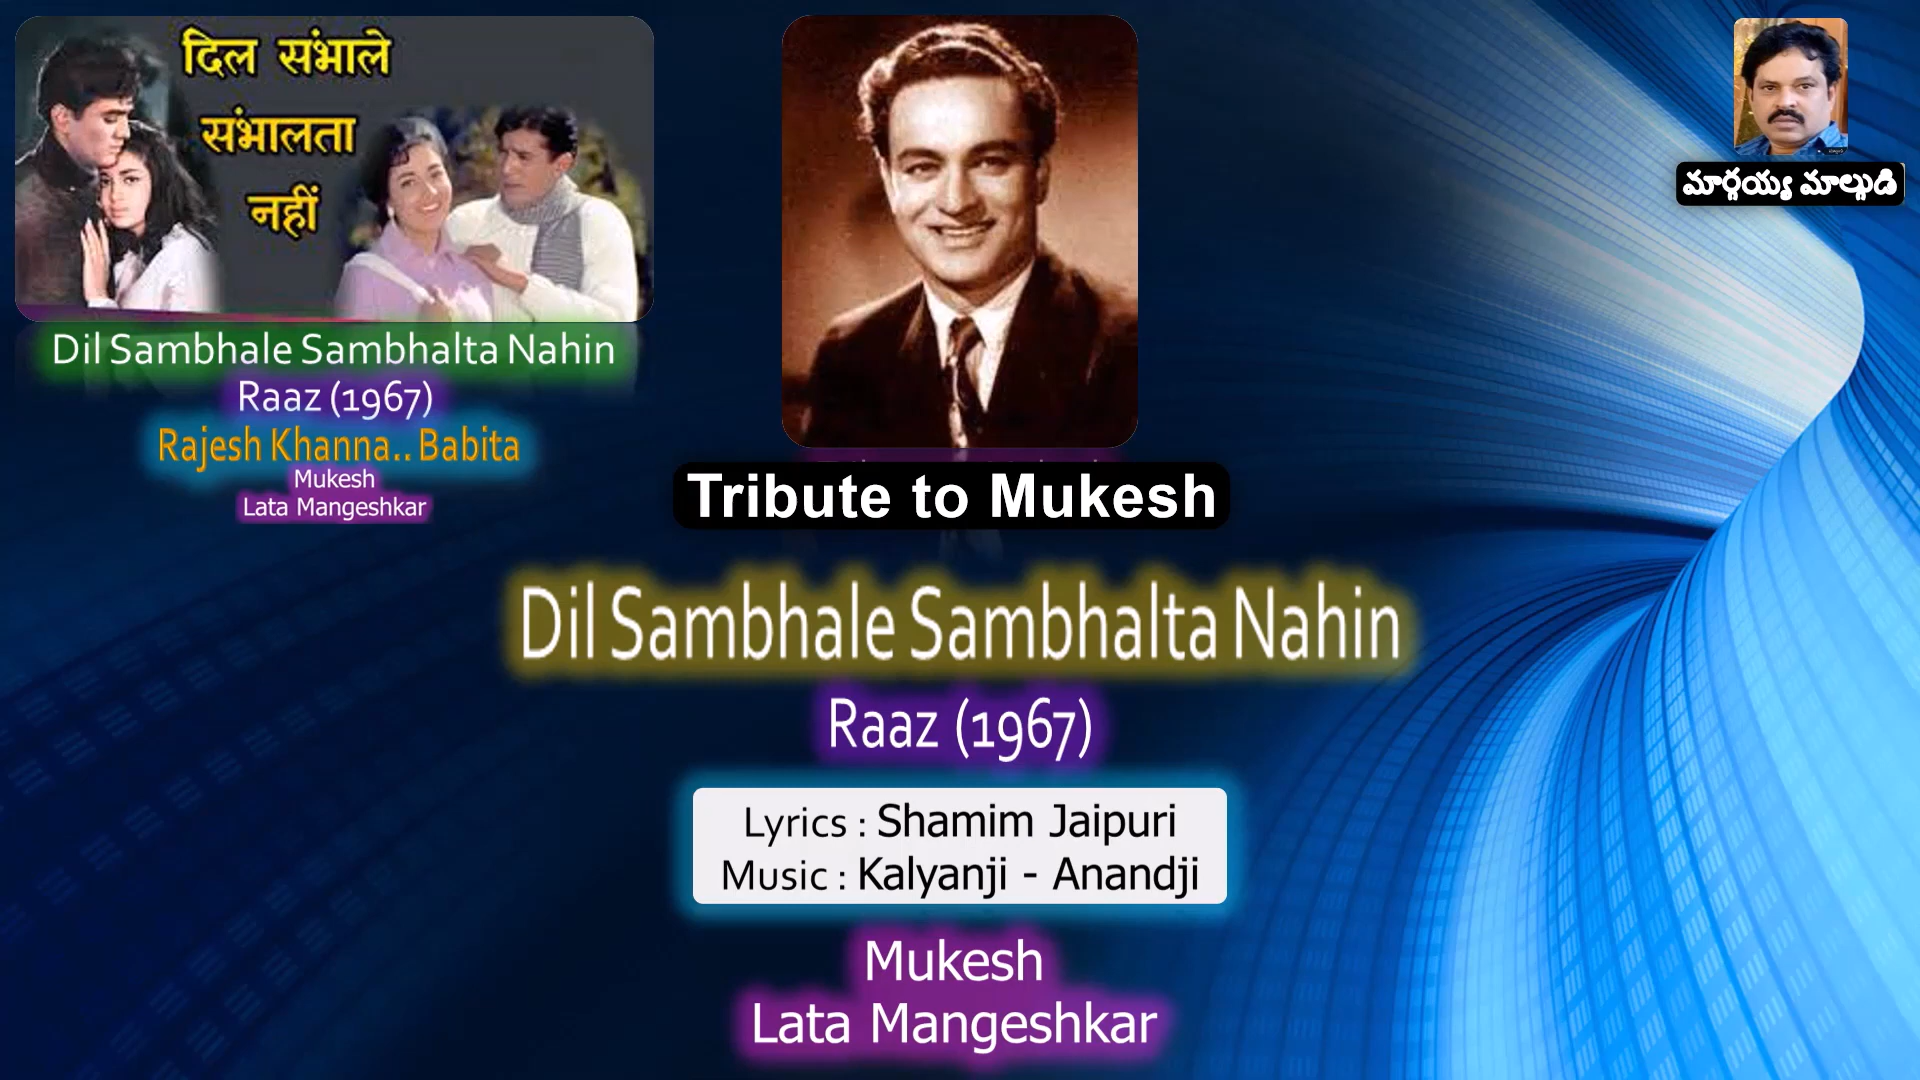 दिल संभाले
संभालता
नहीं
Dil Sambhale Sambhalta Nahin
Raaz (1967)
Rajesh Khanna.. Babita
Mukesh
Lata Mangeshkar
మార్గయ్య మాల్గుడి
Tribute to Mukesh
Dil Sambhale Sambhalta Nahin
Raaz (1967)
Lyrics : Shamim Jaipuri
Music : Kalyanji - Anandji
Mukesh
Lata Mangeshkar